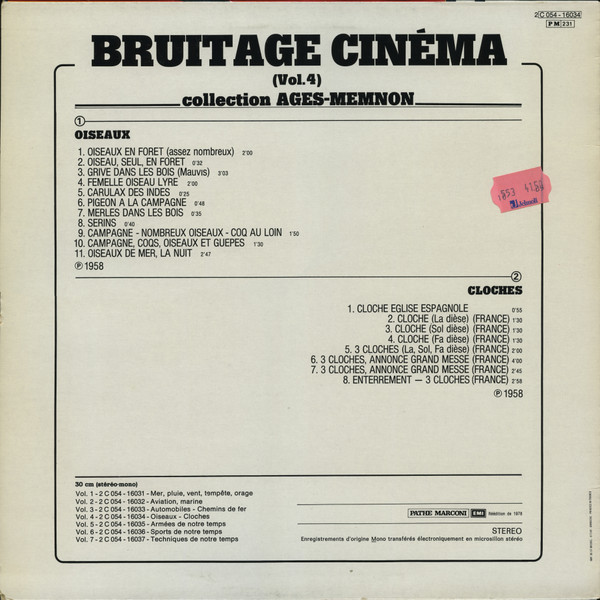 2 C 054 - 16034
PM 231
BRUITAGE CINÉMA
(Vol.4)
collection AGES-MEMNON
1
OISEAUX
1. OISEAUX EN FORET (assez nombreux) 2'00
2. OISEAU, SEUL, EN FORET 0'32
3. GRIVE DANS LES BOIS (Mauvis) 3'03
4. FEMELLE OISEAU LYRE 2'00
5. CARULAX DES INDES 0'25
6. PIGEON A LA CAMPAGNE 0'48
7. MERLES DANS LES BOIS 0'35
8. SERINS 0'40
9. CAMPAGNE - NOMBREUX OISEAUX - COQ AU LOIN 1'50
10. CAMPAGNE, COQS, OISEAUX ET GUEPES 1'30
11. OISEAUX DE MER, LA NUIT 2'47
℗ 1958
2
CLOCHES
1. CLOCHE EGLISE ESPAGNOLE 0'55
2. CLOCHE (La dièse) (FRANCE) 1'30
3. CLOCHE (Sol dièse) (FRANCE) 1'30
4. CLOCHE (Fa dièse) (FRANCE) 1'30
5. 3 CLOCHES (La, Sol, Fa dièse) (FRANCE) 2'00
6. 3 CLOCHES, ANNONCE GRAND MESSE (FRANCE) 4'00
7. 3 CLOCHES, ANNONCE GRAND MESSE (FRANCE) 2'45
8. ENTERREMENT — 3 CLOCHES (FRANCE) 2'58
℗ 1958
30 cm (stéréo-mono)
Vol. 1 - 2 C 054 - 16031 - Mer, pluie, vent, tempête, orage
Vol. 2 - 2 C 054 - 16032 - Aviation, marine
Vol. 3 - 2 C 054 - 16033 - Automobiles - Chemins de fer
Vol. 4 - 2 C 054 - 16034 - Oiseaux - Cloches
Vol. 5 - 2 C 054 - 16035 - Armées de notre temps
Vol. 6 - 2 C 054 - 16036 - Sports de notre temps
Vol. 7 - 2 C 054 - 16037 - Techniques de notre temps
PATHE MARCONI EMI Réédition de 1978
STEREO
Enregistrements d'origine Mono transférés électroniquement en microsillon stéréo